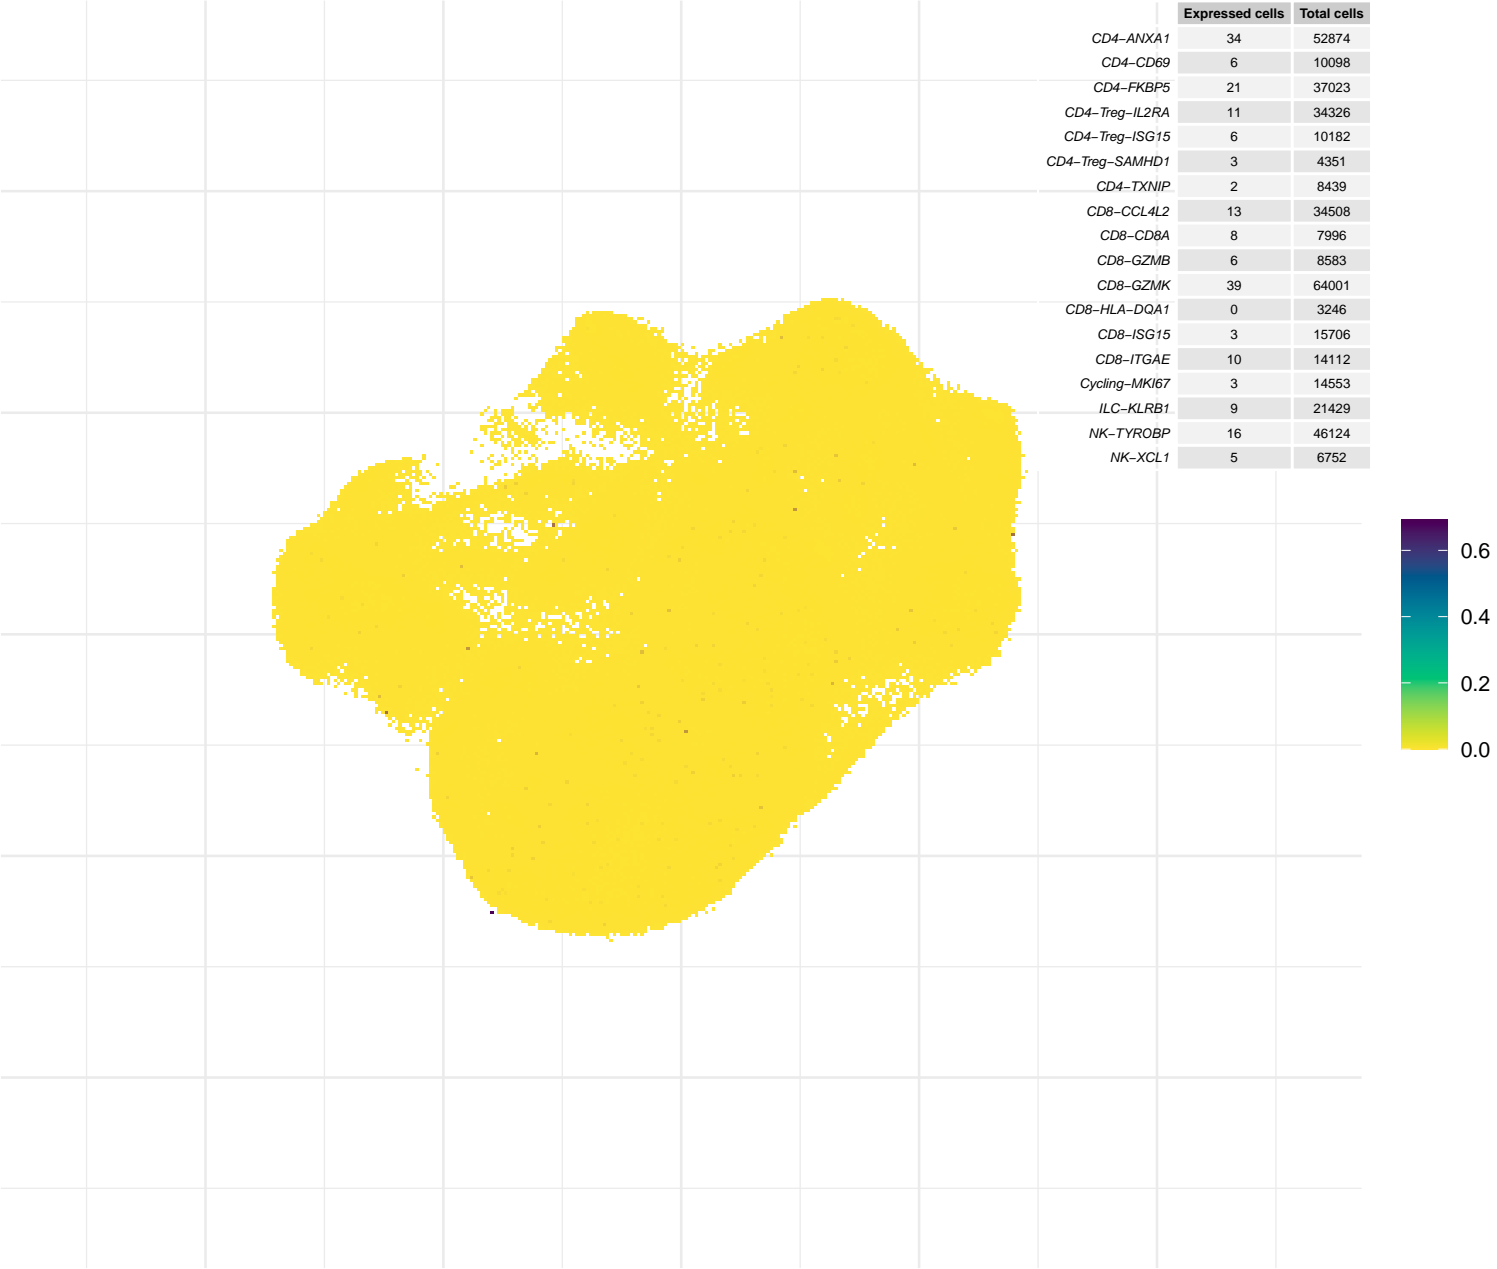 Expressed cells Total cells
CD4−ANXA1 34 52874
CD4−CD69 6 10098
CD4−FKBP5 21 37023
CD4−Treg−IL2RA 11 34326
CD4−Treg−ISG15 6 10182
CD4−Treg−SAMHD1 3 4351
CD4−TXNIP 2 8439
CD8−CCL4L2 13 34508
CD8−CD8A 8 7996
CD8−GZMB 6 8583
CD8−GZMK 39 64001
CD8−HLA−DQA1 0 3246
CD8−ISG15 3 15706
CD8−ITGAE 10 14112
Cycling−MKI67 3 14553
ILC−KLRB1 9 21429
NK−TYROBP 16 46124
NK−XCL1 5 6752
0.6
0.4
0.2
0.0